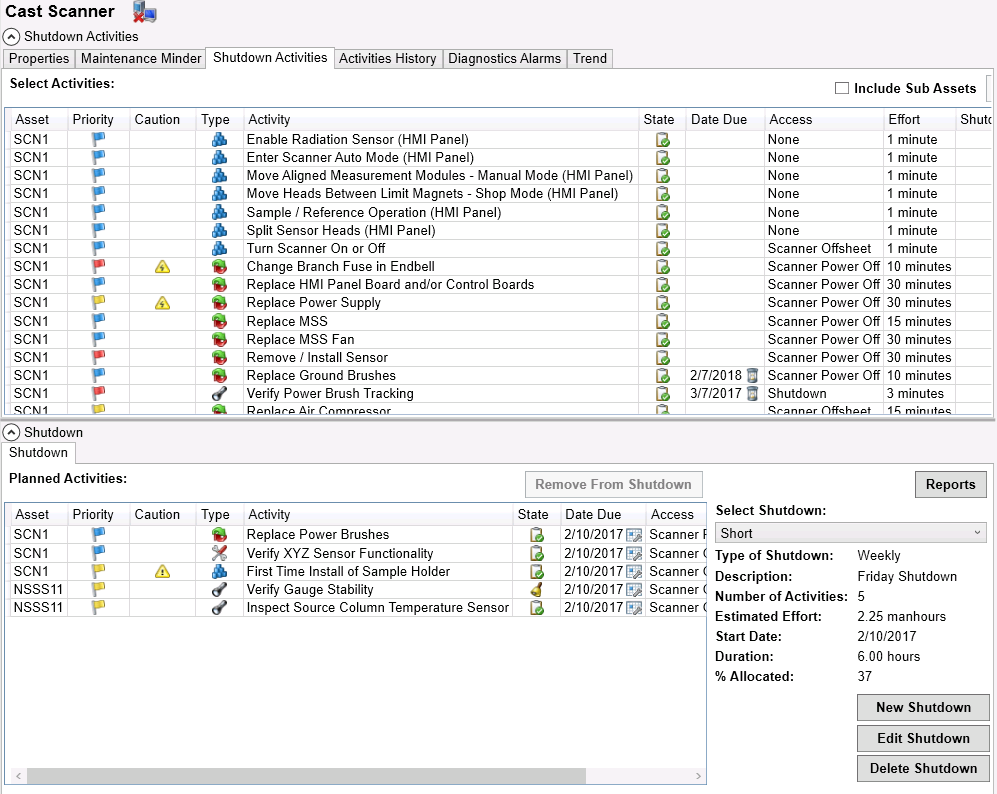 Cast Scanner
Shutdown Activities
Properties Maintenance Minder Shutdown Activities Activities History Diagnostics Alarms Trend
Select Activities:
Include Sub Assets
Asset Priority Caution Type Activity State Date Due Access Effort Shutd
SCN1 Enable Radiation Sensor (HMI Panel) None 1 minute
SCN1 Enter Scanner Auto Mode (HMI Panel) None 1 minute
SCN1 Move Aligned Measurement Modules - Manual Mode (HMI Panel) None 1 minute
SCN1 Move Heads Between Limit Magnets - Shop Mode (HMI Panel) None 1 minute
SCN1 Sample / Reference Operation (HMI Panel) None 1 minute
SCN1 Split Sensor Heads (HMI Panel) None 1 minute
SCN1 Turn Scanner On or Off Scanner Offsheet 1 minute
SCN1 Change Branch Fuse in Endbell Scanner Power Off 10 minutes
SCN1 Replace HMI Panel Board and/or Control Boards Scanner Power Off 30 minutes
SCN1 Replace Power Supply Scanner Power Off 30 minutes
SCN1 Replace MSS Scanner Power Off 15 minutes
SCN1 Replace MSS Fan Scanner Power Off 30 minutes
SCN1 Remove / Install Sensor Scanner Power Off 30 minutes
SCN1 Replace Ground Brushes 2/7/2018 Scanner Power Off 10 minutes
SCN1 Verify Power Brush Tracking 3/7/2017 Shutdown 3 minutes
SCN1 Replace Air Compressor Scanner Offsheet 15 minutes
Shutdown
Shutdown
Planned Activities:
Remove From Shutdown
Reports
Asset Priority Caution Type Activity State Date Due Access
SCN1 Replace Power Brushes 2/10/2017 Scanner P
SCN1 Verify XYZ Sensor Functionality 2/10/2017 Scanner
SCN1 First Time Install of Sample Holder 2/10/2017 Scanner
NSSS11 Verify Gauge Stability 2/10/2017 Scanner
NSSS11 Inspect Source Column Temperature Sensor 2/10/2017 Scanner
Select Shutdown:
Short
Type of Shutdown: Weekly
Description: Friday Shutdown
Number of Activities: 5
Estimated Effort: 2.25 manhours
Start Date: 2/10/2017
Duration: 6.00 hours
% Allocated: 37
New Shutdown
Edit Shutdown
Delete Shutdown